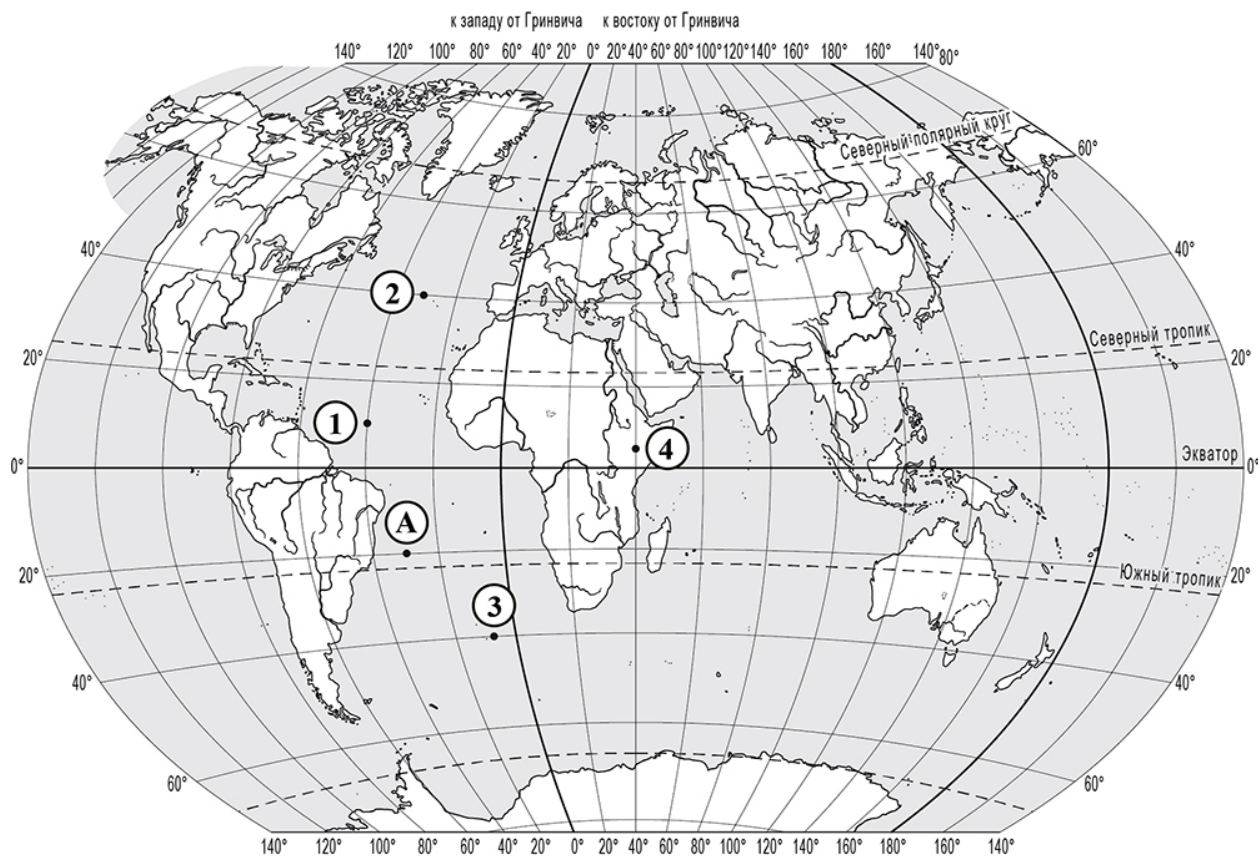 к западу от Гринвича к востоку от Гринвича
140° 120° 100° 80° 60° 40° 20° 0° 20° 40° 60° 80° 100° 120° 140° 160° 180° 160° 140° 80°
Северный полярный круг
60°
40°
40°
2
Северный тропик
20°
20°
1
4
Экватор
0°
0°
А
20°
Южный тропик
20°
3
40°
40°
60°
60°
140° 120° 100° 80° 60° 40° 20° 0° 20° 40° 60° 80° 100° 120° 140° 160° 180° 160° 140°